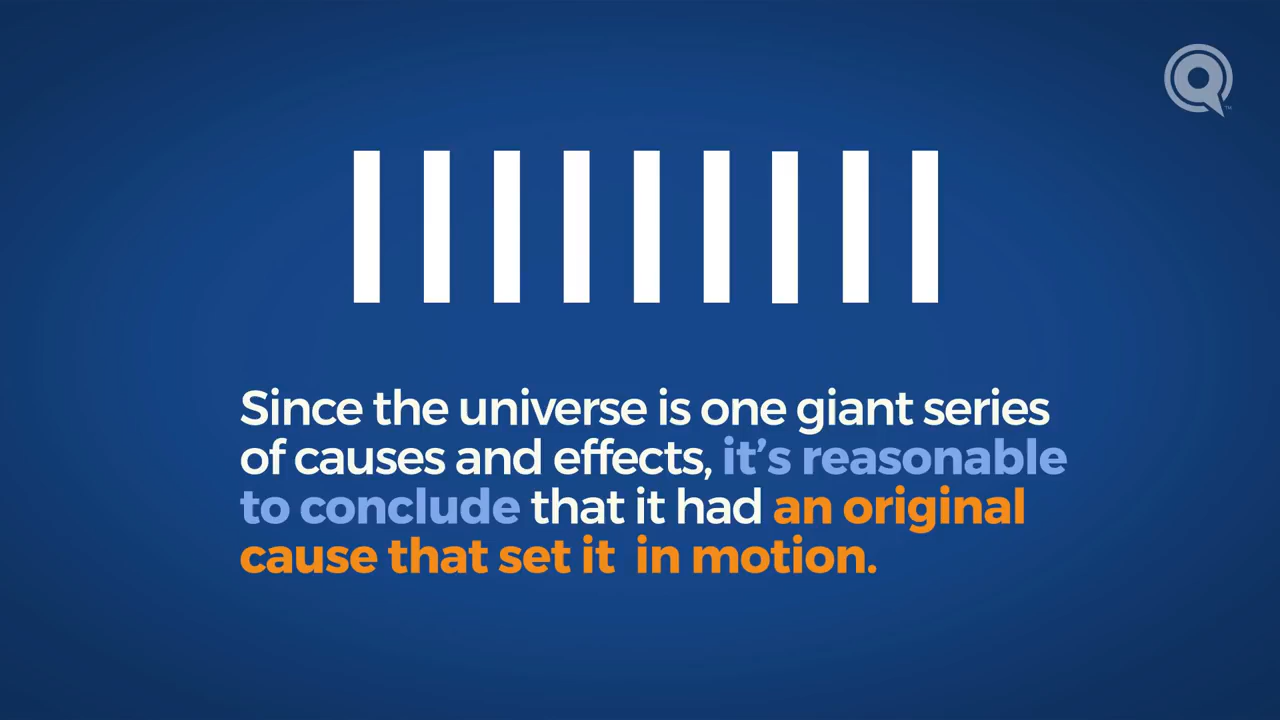 Since the universe is one giant series
of causes and effects, it's reasonable
to conclude that it had an original
cause that set it  in motion.